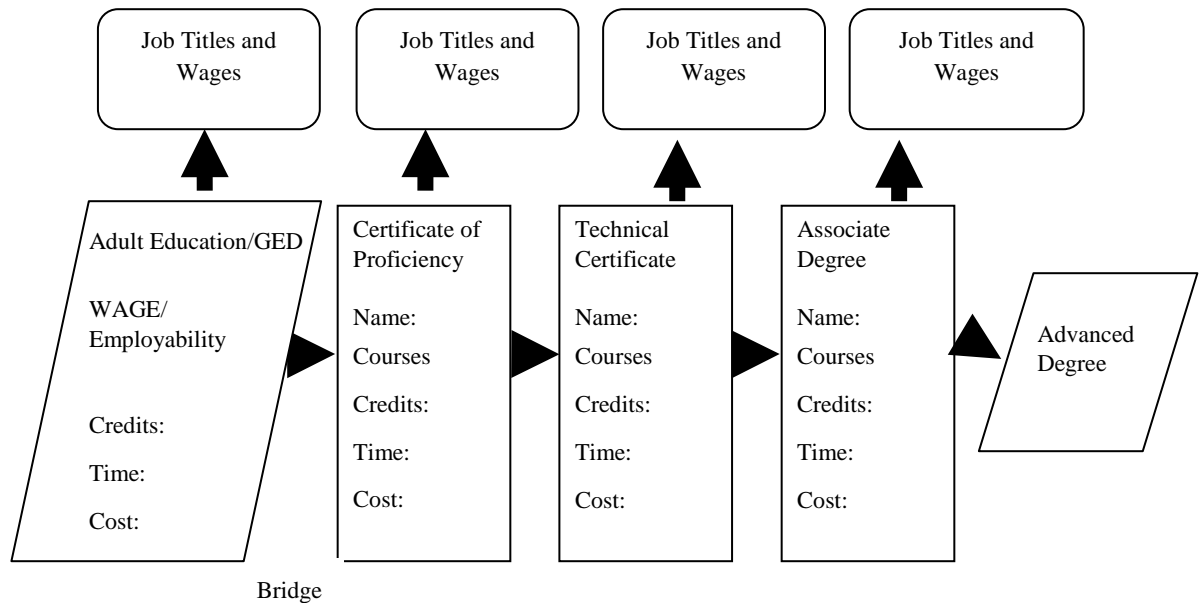 Job Titles and
Wages
Job Titles and
Wages
Job Titles and
Wages
Job Titles and
Wages
Adult Education/GED
WAGE/
Employability
Credits:
Time:
Cost:
Certificate of
Proficiency
Name:
Courses
Credits:
Time:
Cost:
Technical
Certificate
Name:
Courses
Credits:
Time:
Cost:
Associate
Degree
Name:
Courses
Credits:
Time:
Cost:
Advanced
Degree
Bridge